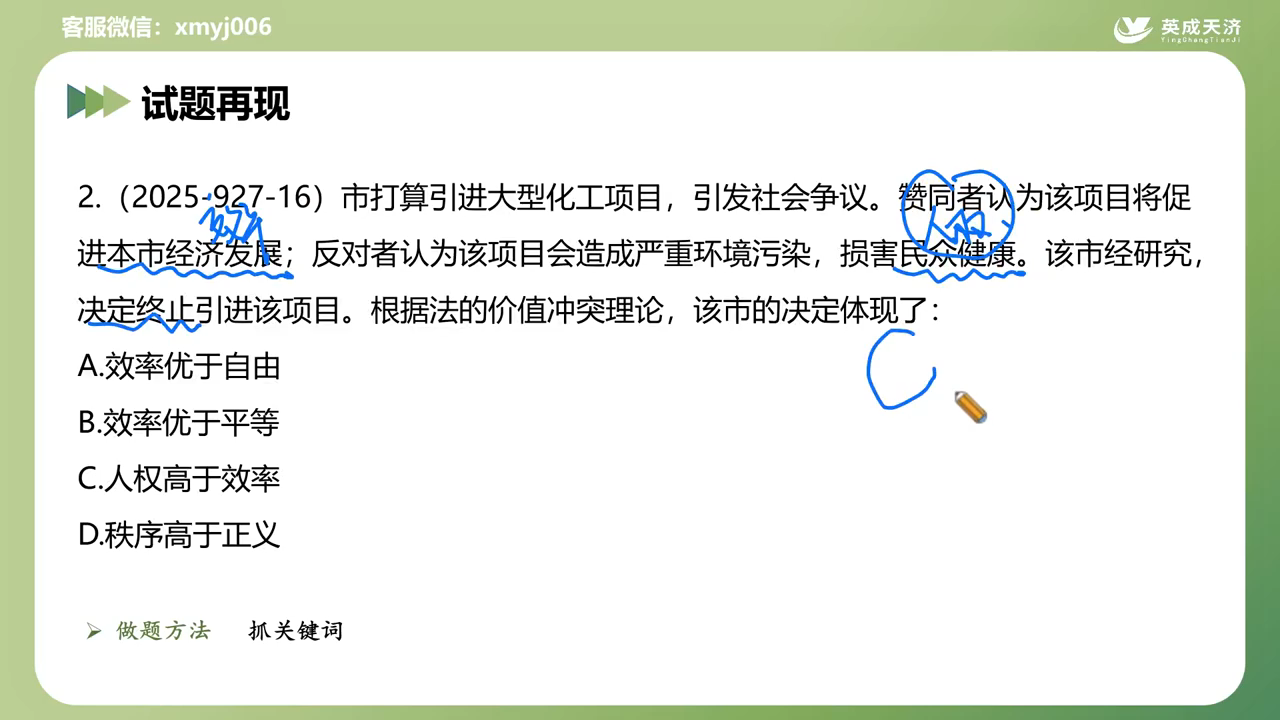 客服微信：xmyj006
英成天济
YingChengTianJi
试题再现
2.（2025-927-16）市打算引进大型化工项目，引发社会争议。赞同者认为该项目将促
效率
人权
进本市经济发展；反对者认为该项目会造成严重环境污染，损害民众健康。该市经研究，
决定终止引进该项目。根据法的价值冲突理论，该市的决定体现了：
A.效率优于自由
B.效率优于平等
C.人权高于效率
D.秩序高于正义
做题方法 抓关键词